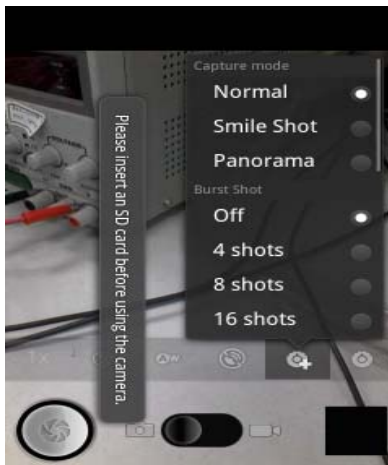 Capture mode
Normal
Smile Shot
Panorama
Burst Shot
Off
4 shots
8 shots
16 shots
Please insert an SD card before using the camera.
1x